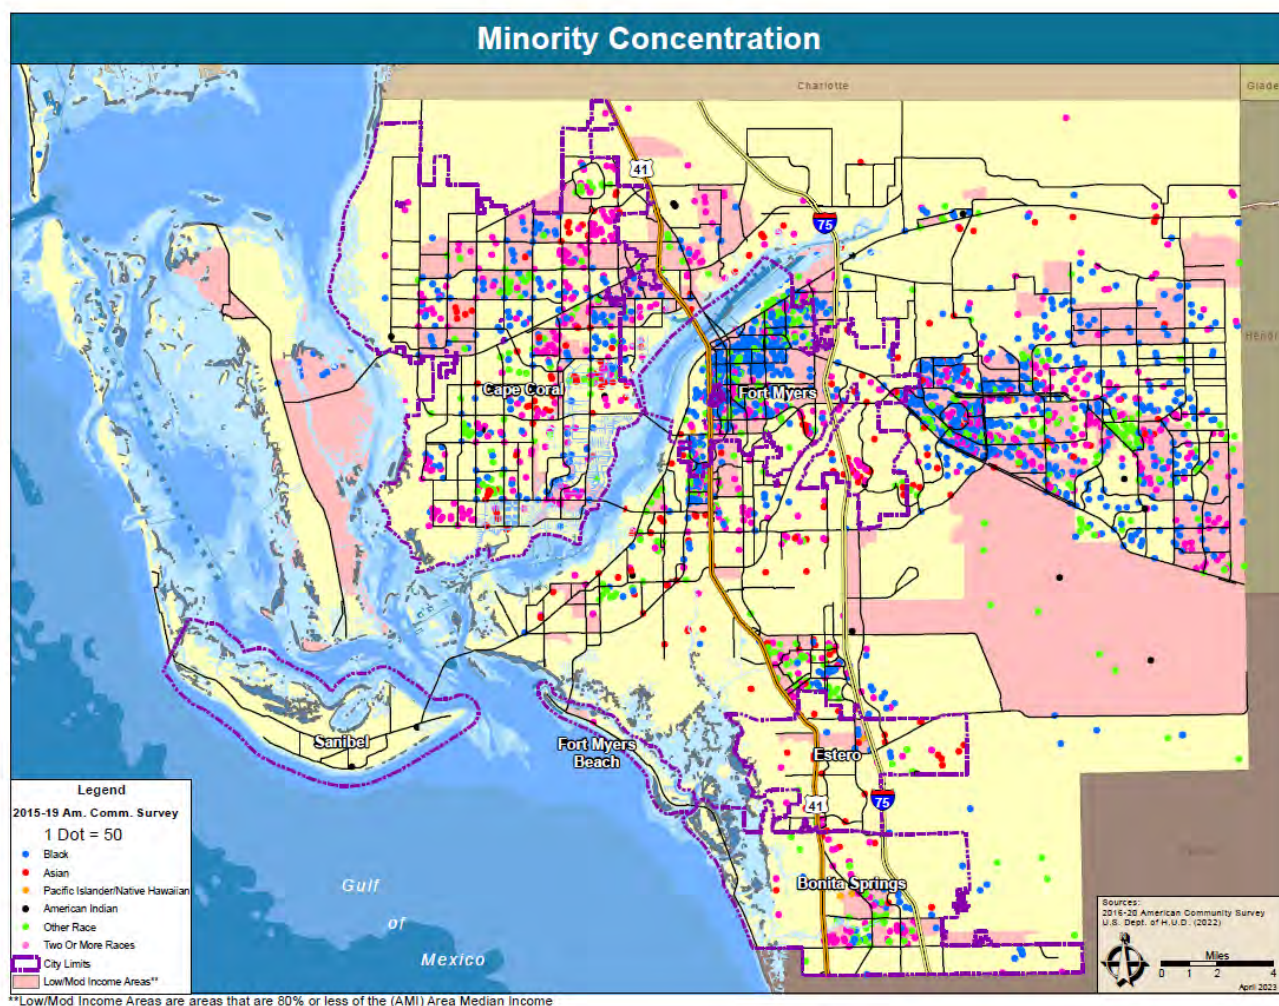 Minority Concentration
Charlotte
Glade
41
75
Hendr
Cape Coral
Fort Myers
Sanibel
Fort Myers
Beach
Estero
41
75
Bonita Springs
Gulf
of
Mexico
Legend
2015-19 Am. Comm. Survey
1 Dot = 50
Black
Asian
Pacific Islander/Native Hawaiian
American Indian
Other Race
Two Or More Races
City Limits
Low/Mod Income Areas**
Sources:
2016-20 American Community Survey
U.S. Dept. of H.U.D. (2022)
Miles
0 1 2 4
April 2023
**Low/Mod Income Areas are areas that are 80% or less of the (AMI) Area Median Income